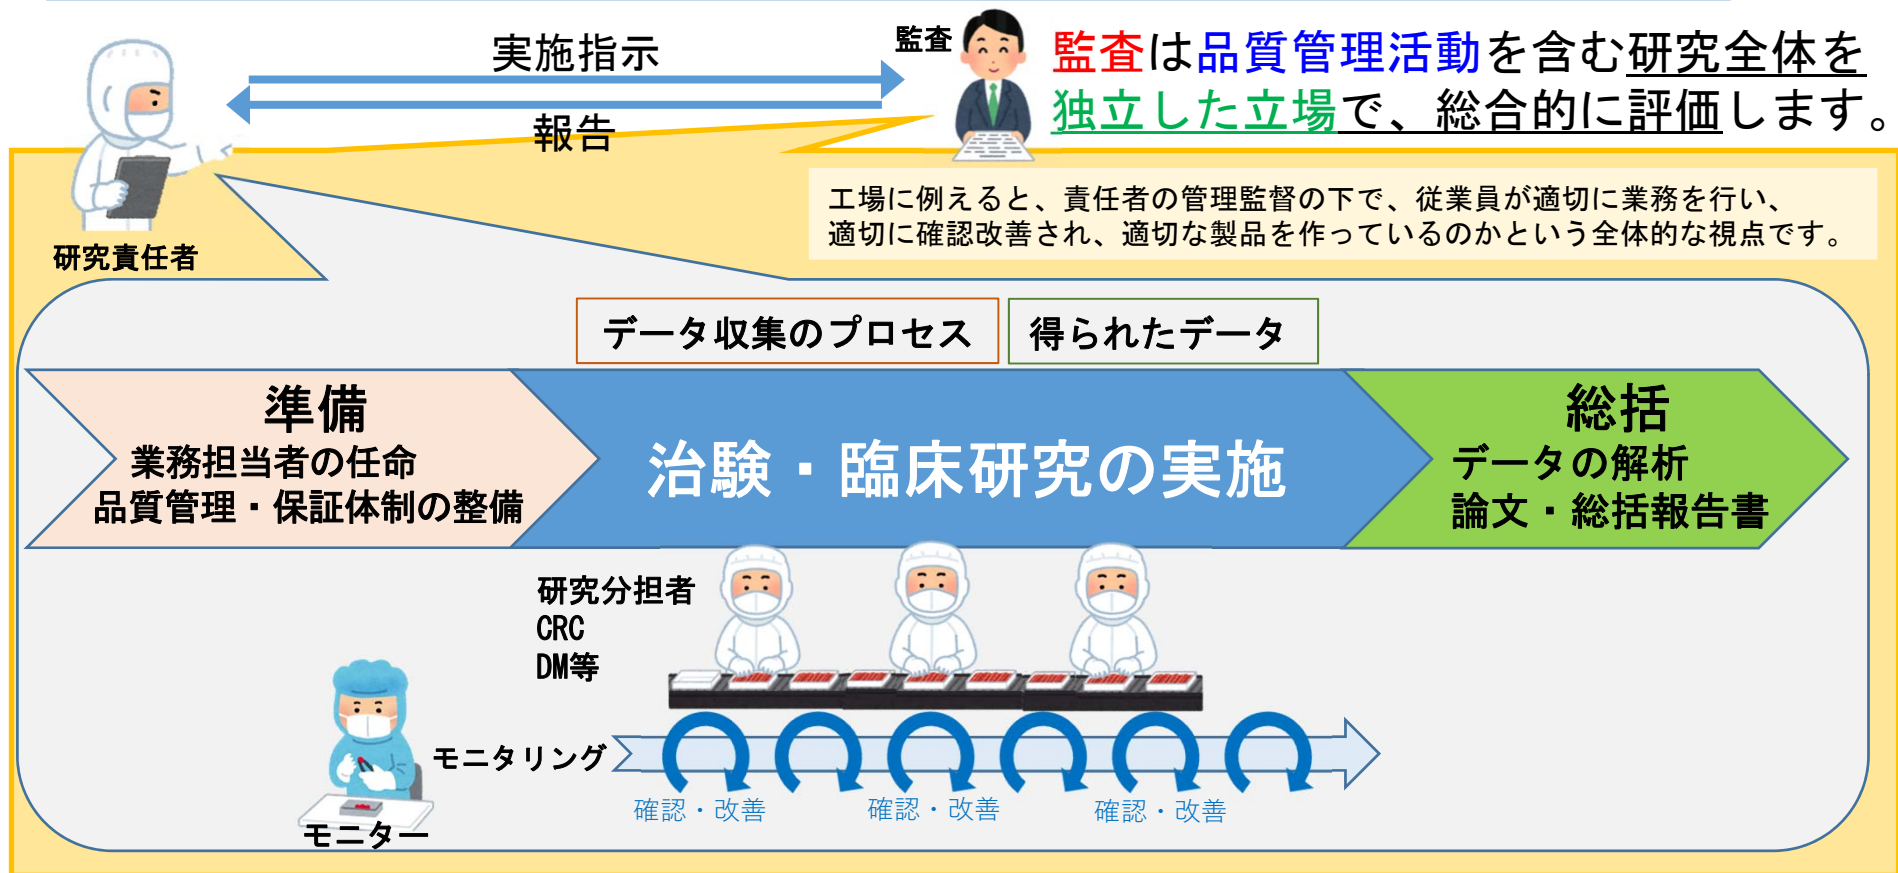 実施指示
報告
監査
監査は品質管理活動を含む研究全体を
独立した立場で、総合的に評価します。
研究責任者
工場に例えると、責任者の管理監督の下で、従業員が適切に業務を行い、
適切に確認改善され、適切な製品を作っているのかという全体的な視点です。
データ収集のプロセス
得られたデータ
準備
業務担当者の任命
品質管理・保証体制の整備
治験・臨床研究の実施
総括
データの解析
論文・総括報告書
研究分担者
CRC
DM等
モニタリング
確認・改善
確認・改善
確認・改善
モニター